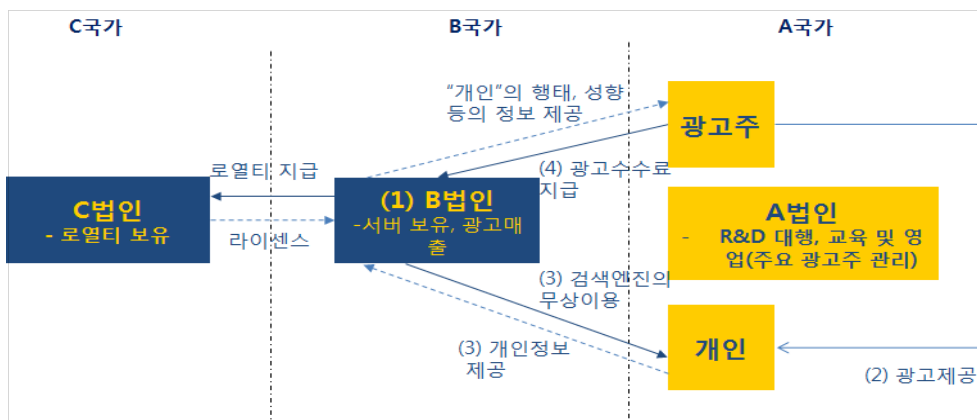 C국가
B국가
A국가
“개인”의 행태, 성향
등의 정보 제공
광고주
로열티 지급
(4) 광고수수료
지급
C법인
- 로열티 보유
(1) B법인
-서버 보유, 광고매
출
A법인
- R&D 대행, 교육 및 영
업(주요 광고주 관리)
라이센스
(3) 검색엔진의
무상이용
(3) 개인정보
제공
개인
(2) 광고제공